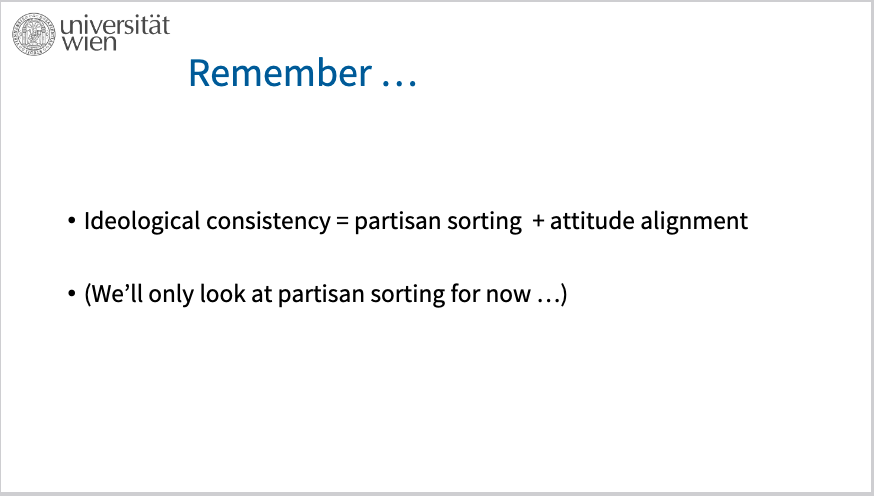 universität
wien
Remember …
• Ideological consistency = partisan sorting + attitude alignment
• (We’ll only look at partisan sorting for now …)